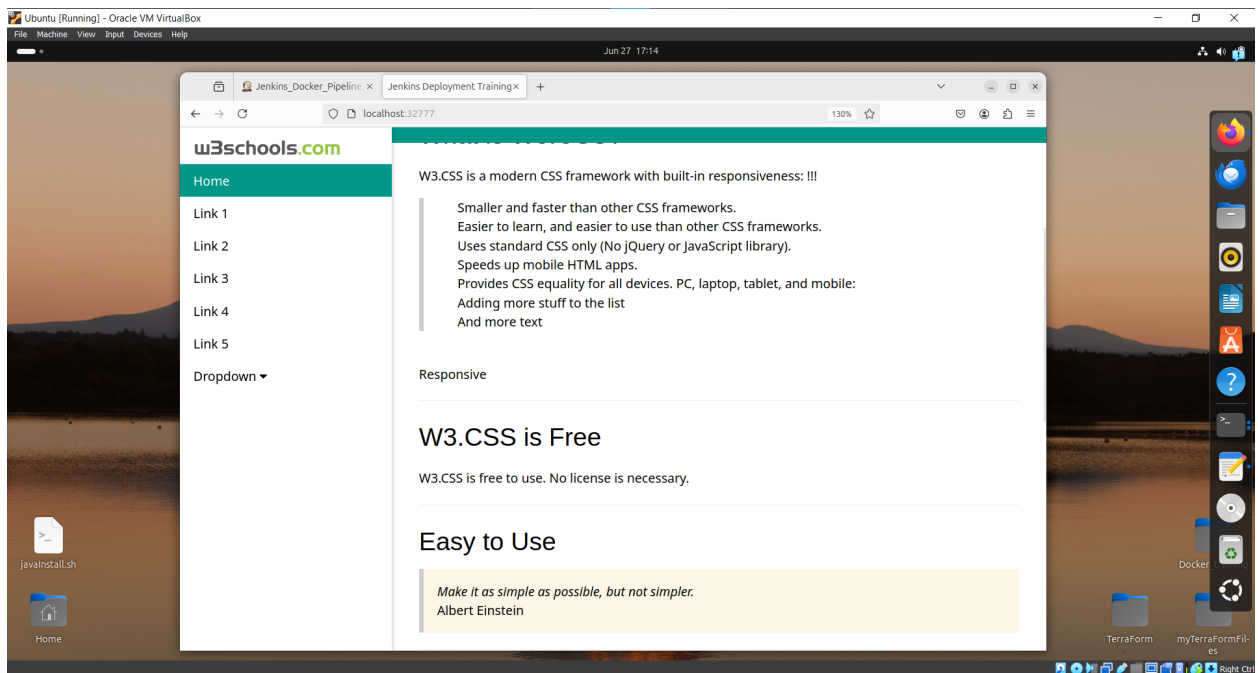 Ubuntu [Running] - Oracle VM VirtualBox
File Machine View Input Devices Help
Jun 27 17:14
Jenkins_Docker_Pipeline
Jenkins Deployment Training
localhost:32777
130%
w3schools.com
Home
Link 1
Link 2
Link 3
Link 4
Link 5
Dropdown
W3.CSS is a modern CSS framework with built-in responsiveness: !!!
Smaller and faster than other CSS frameworks.
Easier to learn, and easier to use than other CSS frameworks.
Uses standard CSS only (No jQuery or JavaScript library).
Speeds up mobile HTML apps.
Provides CSS equality for all devices. PC, laptop, tablet, and mobile:
Adding more stuff to the list
And more text
Responsive
W3.CSS is Free
W3.CSS is free to use. No license is necessary.
Easy to Use
Make it as simple as possible, but not simpler.
Albert Einstein
javaInstall.sh
Home
TerraForm
myTerraFormFil-
es
Right Ctrl